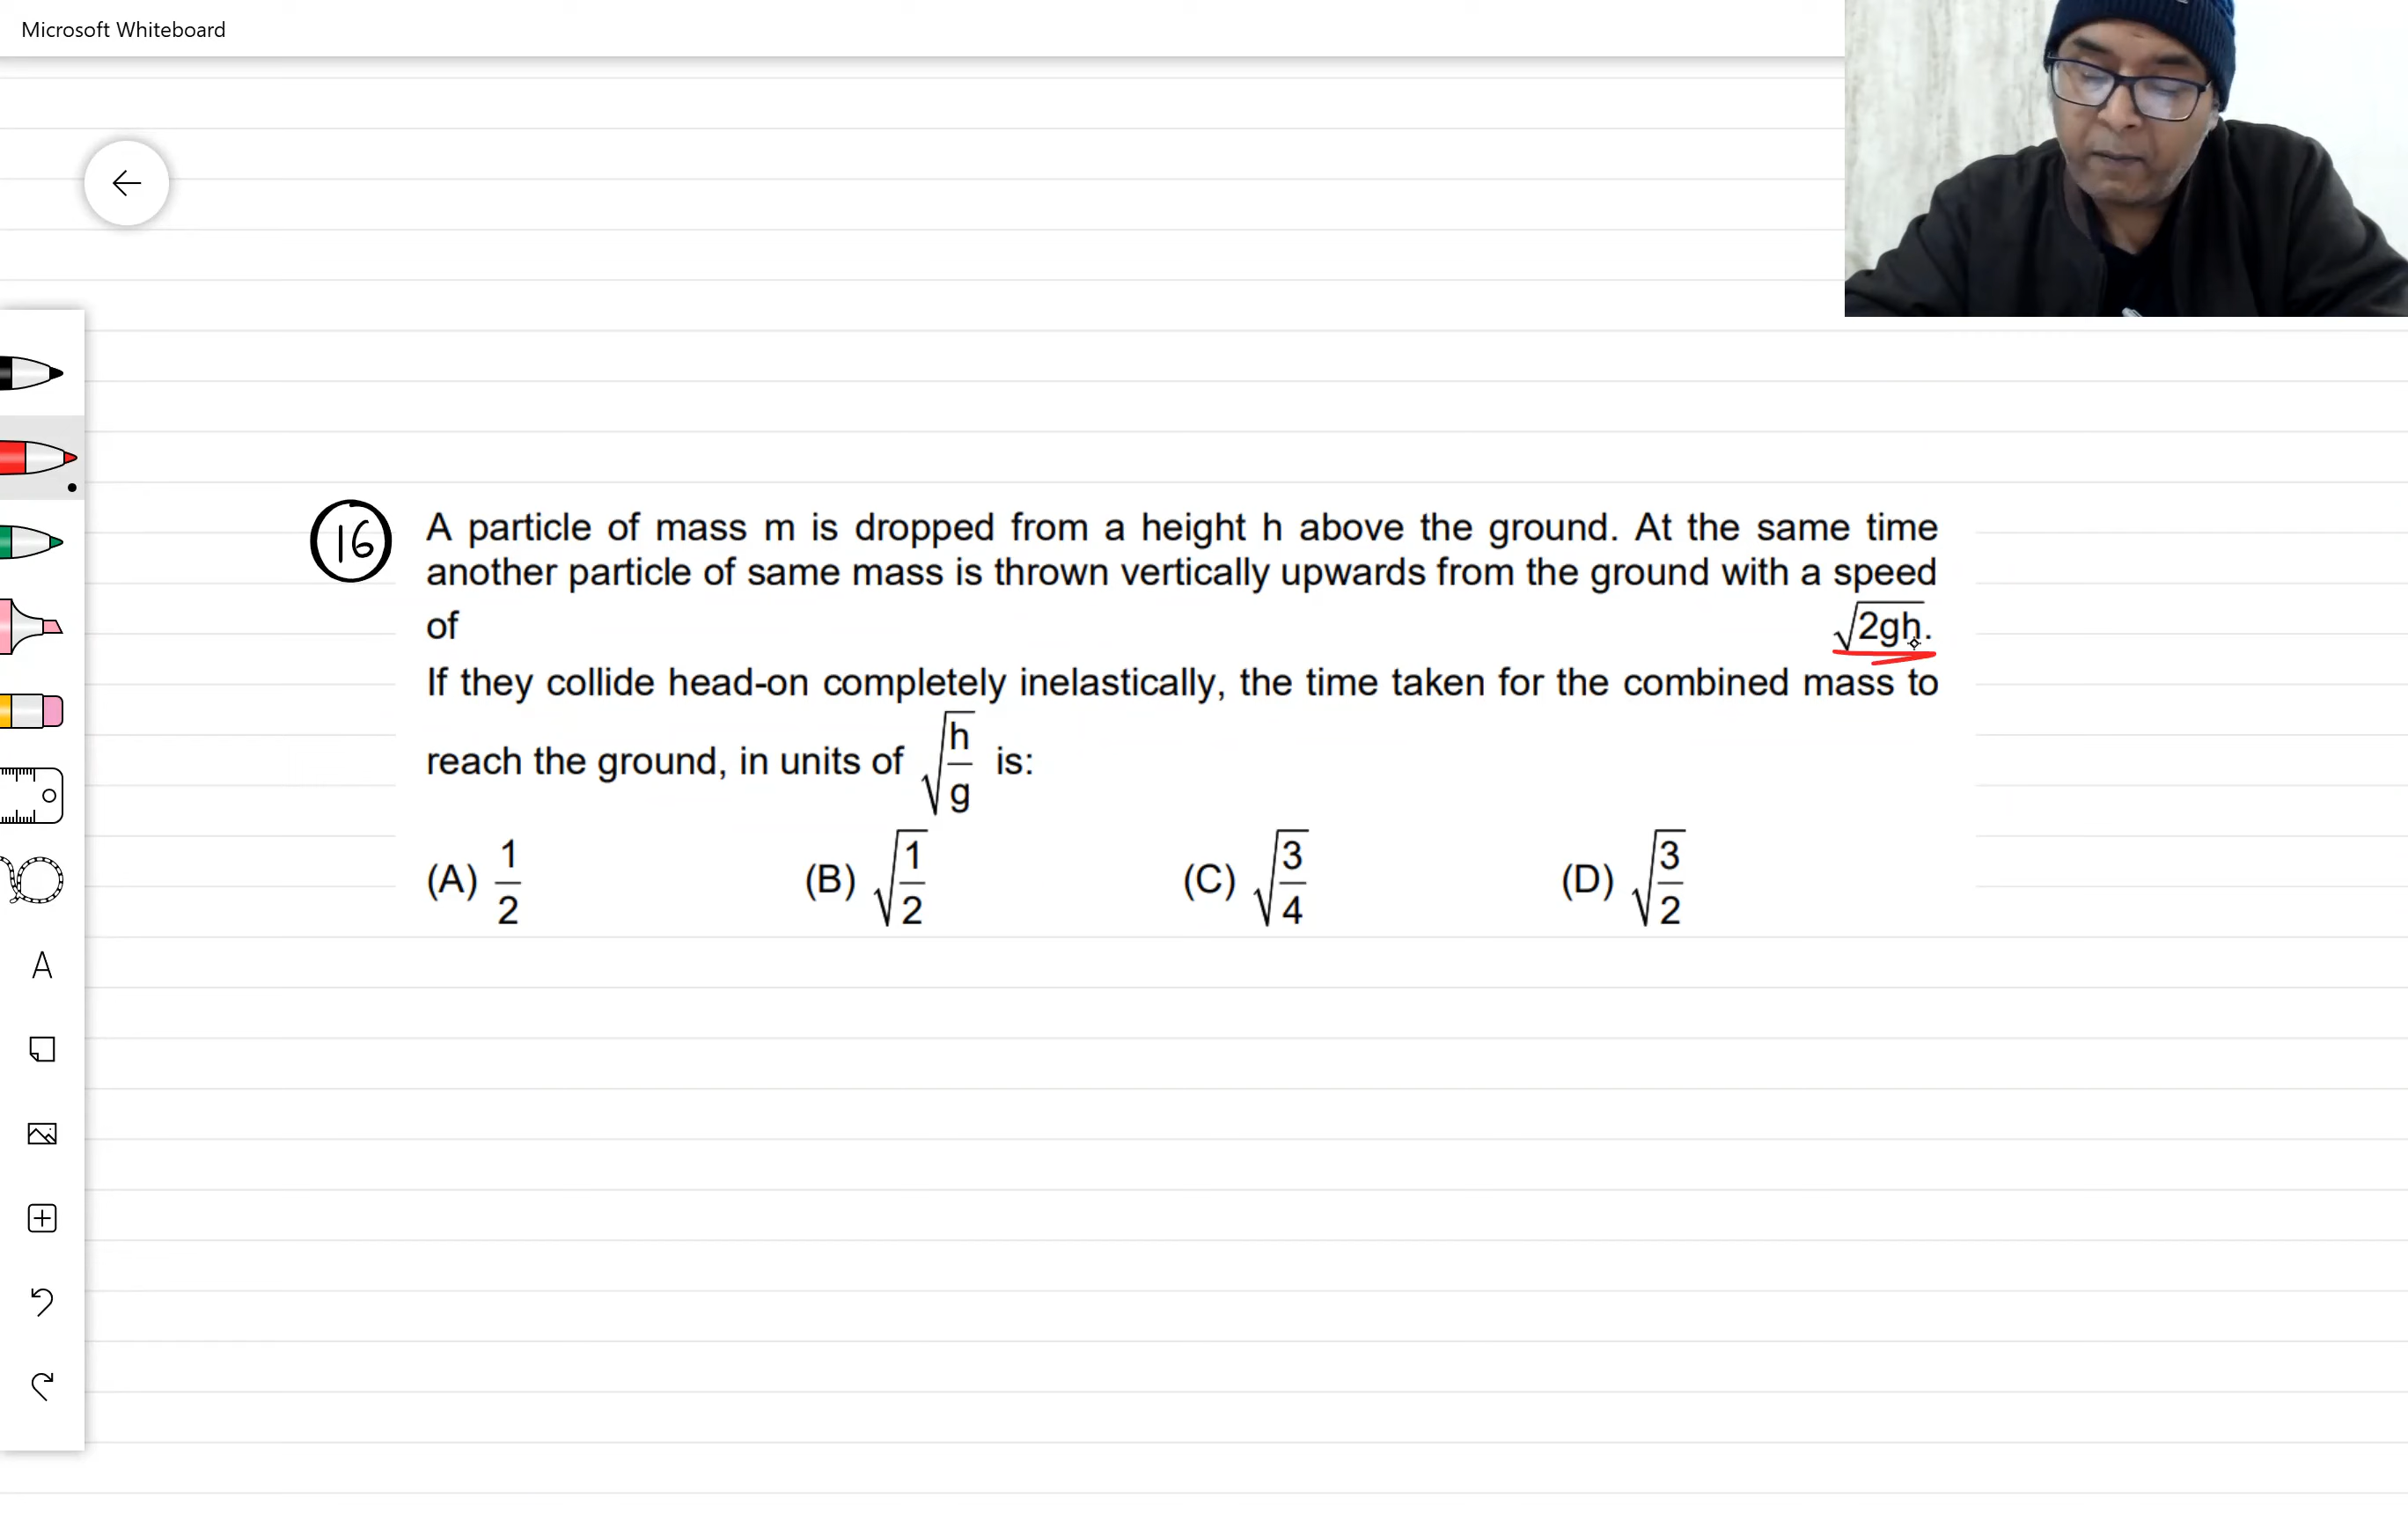 Microsoft Whiteboard
16 A particle of mass m is dropped from a height h above the ground. At the same time
another particle of same mass is thrown vertically upwards from the ground with a speed
of √2gh.
If they collide head-on completely inelastically, the time taken for the combined mass to
reach the ground, in units of √h/g is:
(A) 1/2 (B) √1/2 (C) √3/4 (D) √3/2
A